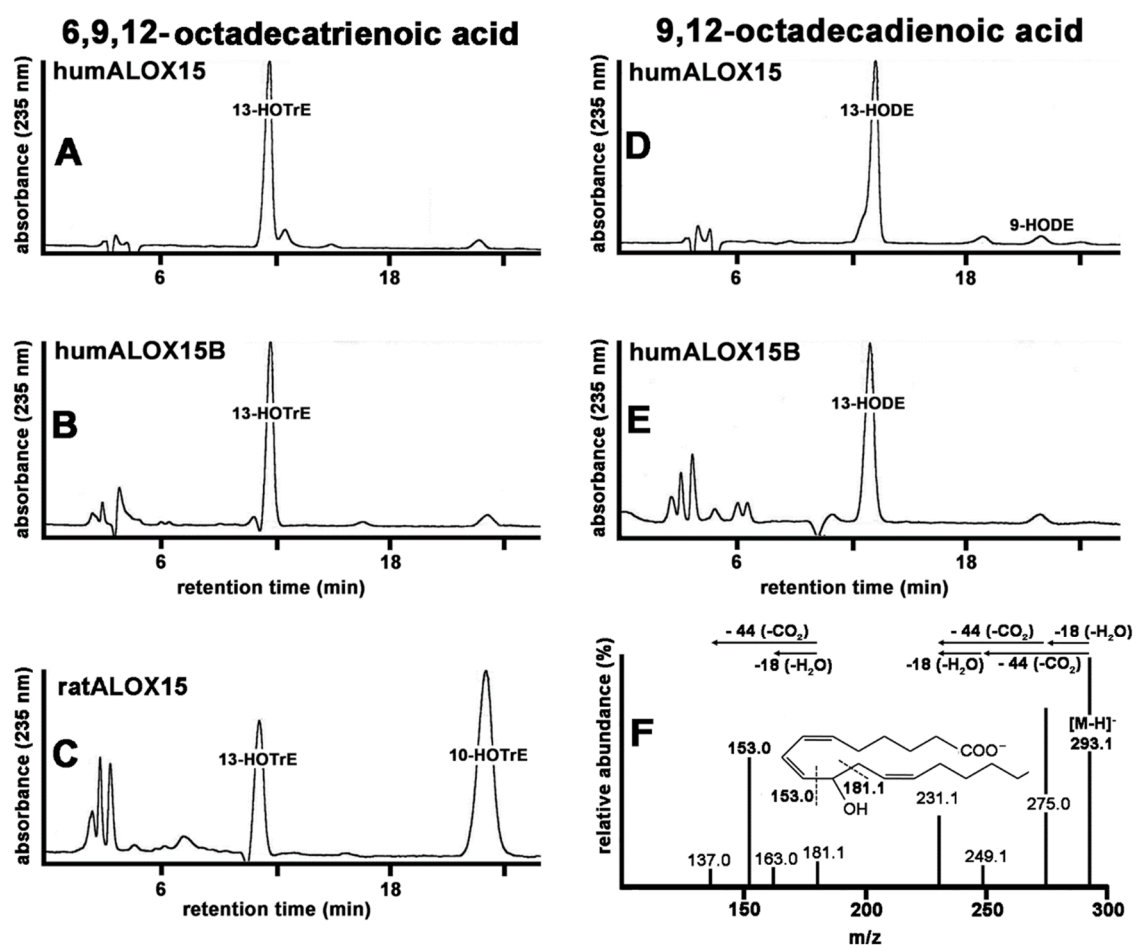 6,9,12-octadecatrienoic acid
humALOX15
13-HOTrE
A
absorbance (235 nm)
6
18
humALOX15B
13-HOTrE
B
absorbance (235 nm)
6
18
retention time (min)
ratALOX15
13-HOTrE
10-HOTrE
C
absorbance (235 nm)
6
18
retention time (min)
9,12-octadecadienoic acid
humALOX15
13-HODE
9-HODE
D
absorbance (235 nm)
6
18
humALOX15B
13-HODE
E
absorbance (235 nm)
6
18
retention time (min)
- 44 (-CO₂)
- 44 (-CO₂)
-18 (-H₂O)
-18 (-H₂O)
-18 (-H₂O)
- 44 (-CO₂)
F
[M-H]⁻
293.1
153.0
COO⁻
153.0
181.1
OH
231.1
275.0
137.0
163.0
181.1
249.1
relative abundance (%)
150
200
250
300
m/z